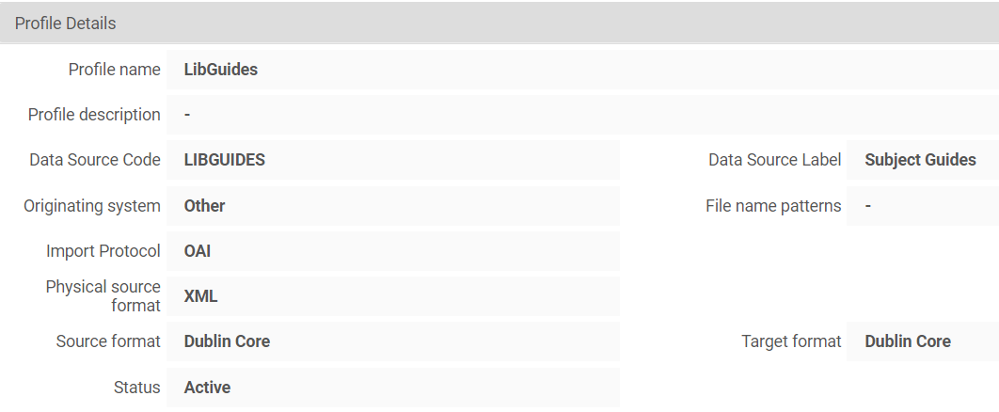 Profile Details
Profile name LibGuides
Profile description -
Data Source Code LIBGUIDES Data Source Label Subject Guides
Originating system Other File name patterns -
Import Protocol OAI
Physical source
format XML
Source format Dublin Core Target format Dublin Core
Status Active